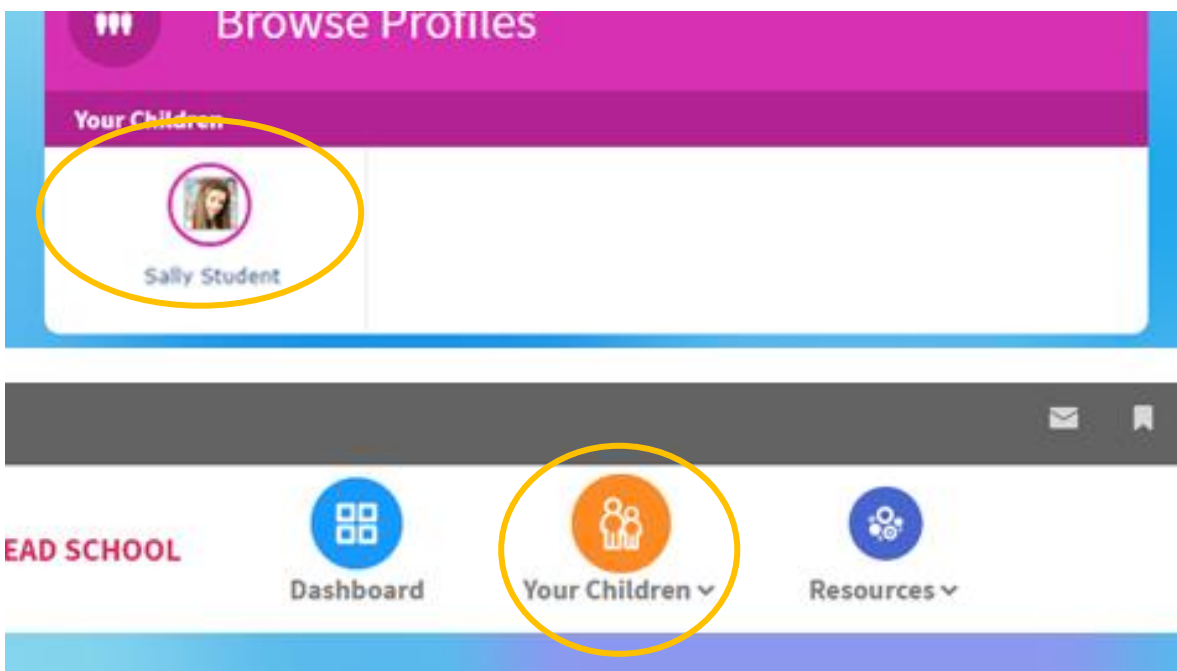 Browse Profiles
Your Children
Sally Student
EAD SCHOOL
Dashboard
Your Children
Resources